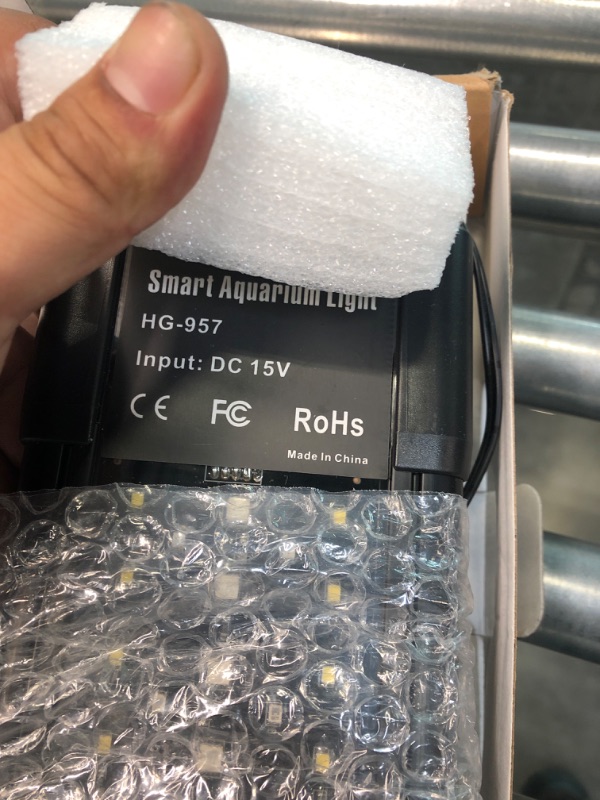 Smart Aquarium Light
HG-957
Input: DC 15V
CE FC RoHs
Made In China